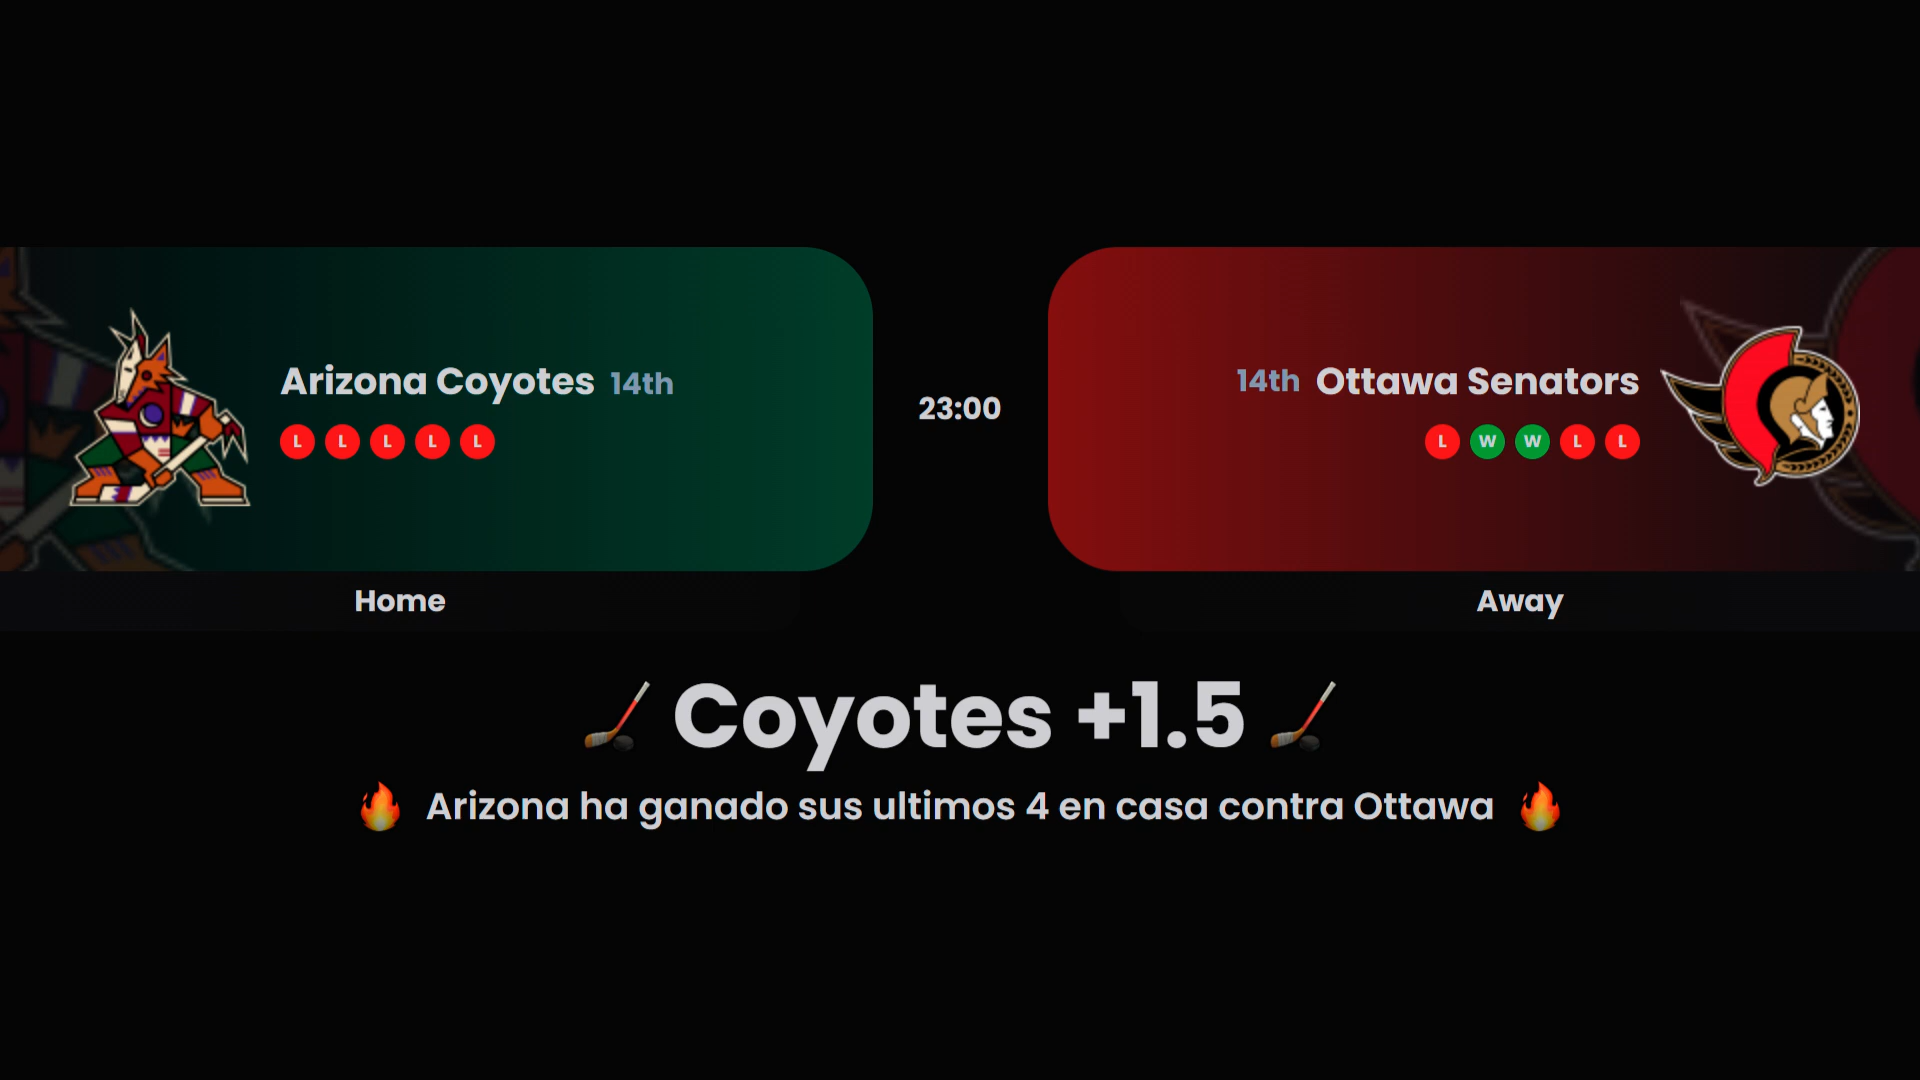 Arizona Coyotes 14th
L L L L L
23:00
14th Ottawa Senators
L W W L L
Home
Away
Coyotes +1.5
Arizona ha ganado sus ultimos 4 en casa contra Ottawa